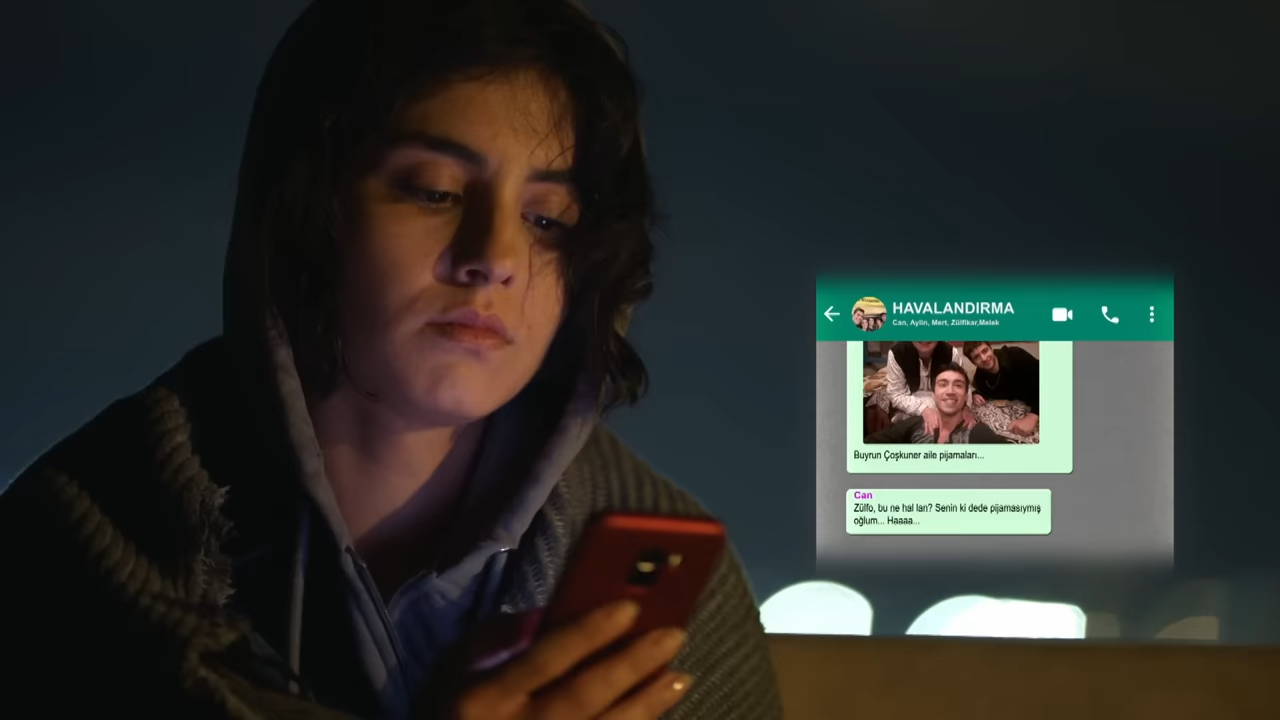 HAVALANDIRMA
Can, Aylin, Mert, Zülfikar,Melek
Buyrun Çoşkuner aile pijamaları...
Can
Zülfo, bu ne hal lan? Senin ki dede pijamasıymış
oğlum... Haaaa...